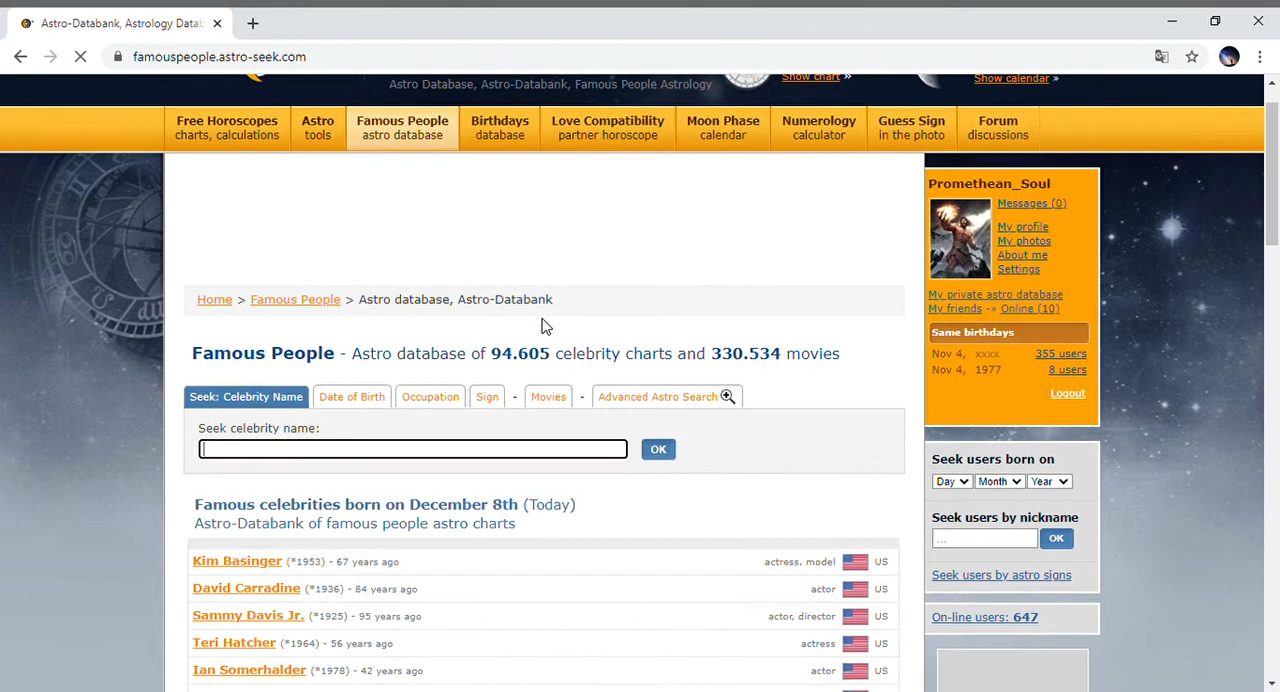 Astro-Databank, Astrology Datab
famouspeople.astro-seek.com
Astro Database, Astro-Databank, Famous People Astrology
Show chart »
Show calendar »
Free Horoscopes
charts, calculations
Astro
tools
Famous People
astro database
Birthdays
database
Love Compatibility
partner horoscope
Moon Phase
calendar
Numerology
calculator
Guess Sign
in the photo
Forum
discussions
Home > Famous People > Astro database, Astro-Databank
Famous People - Astro database of 94.605 celebrity charts and 330.534 movies
Seek: Celebrity Name
Date of Birth
Occupation
Sign
-
Movies
-
Advanced Astro Search
Seek celebrity name:
OK
Famous celebrities born on December 8th (Today)
Astro-Databank of famous people astro charts
Kim Basinger (*1953) - 67 years ago actress, model US
David Carradine (*1936) - 84 years ago actor US
Sammy Davis Jr. (*1925) - 95 years ago actor, director US
Teri Hatcher (*1964) - 56 years ago actress US
Ian Somerhalder (*1978) - 42 years ago actor US
Promethean_Soul
Messages (0)
My profile
My photos
About me
Settings
My private astro database
My friends -» Online (10)
Same birthdays
Nov 4, xxxx 355 users
Nov 4, 1977 8 users
Logout
Seek users born on
Day Month Year
Seek users by nickname
...
OK
Seek users by astro signs
On-line users: 647